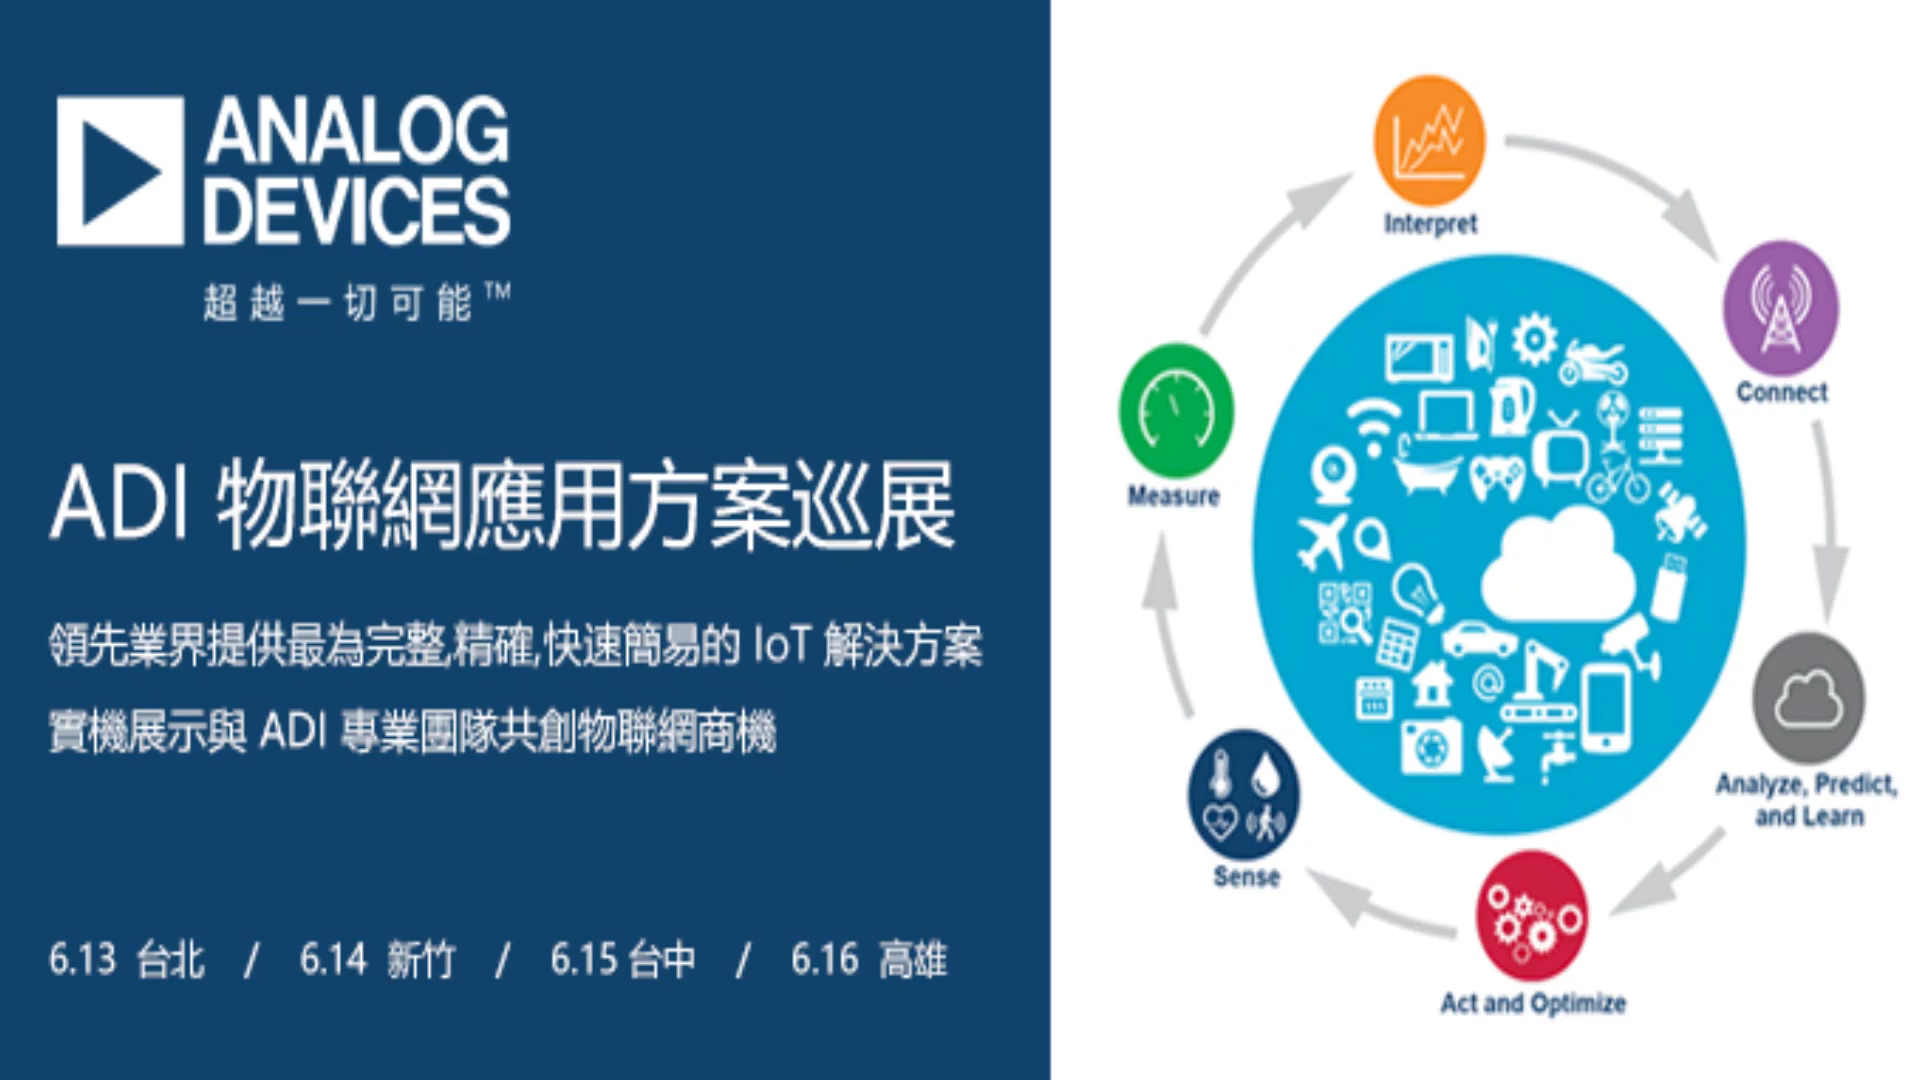 ANALOG
DEVICES
超越一切可能™
ADI 物聯網應用方案巡展
領先業界提供最為完整,精確,快速簡易的 IoT 解決方案
實機展示與 ADI 專業團隊共創物聯網商機
6.13 台北 / 6.14 新竹 / 6.15 台中 / 6.16 高雄
Interpret
Connect
Measure
Analyze, Predict,
and Learn
Sense
Act and Optimize
@